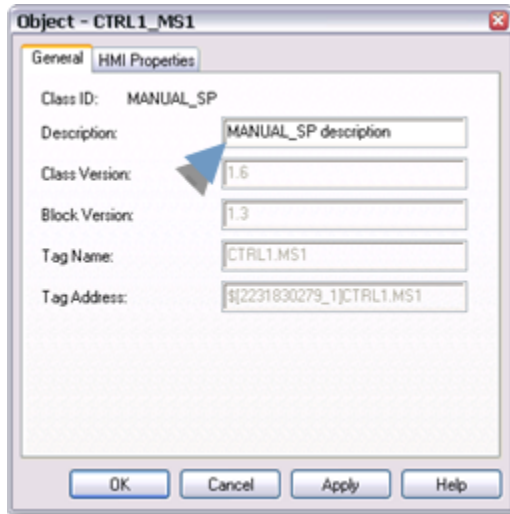 Object - CTRL1_MS1
General HMI Properties
Class ID: MANUAL_SP
Description: MANUAL_SP description
Class Version: 1.6
Block Version: 1.3
Tag Name: CTRL1.MS1
Tag Address: $[2231830279_1]CTRL1.MS1
OK Cancel Apply Help